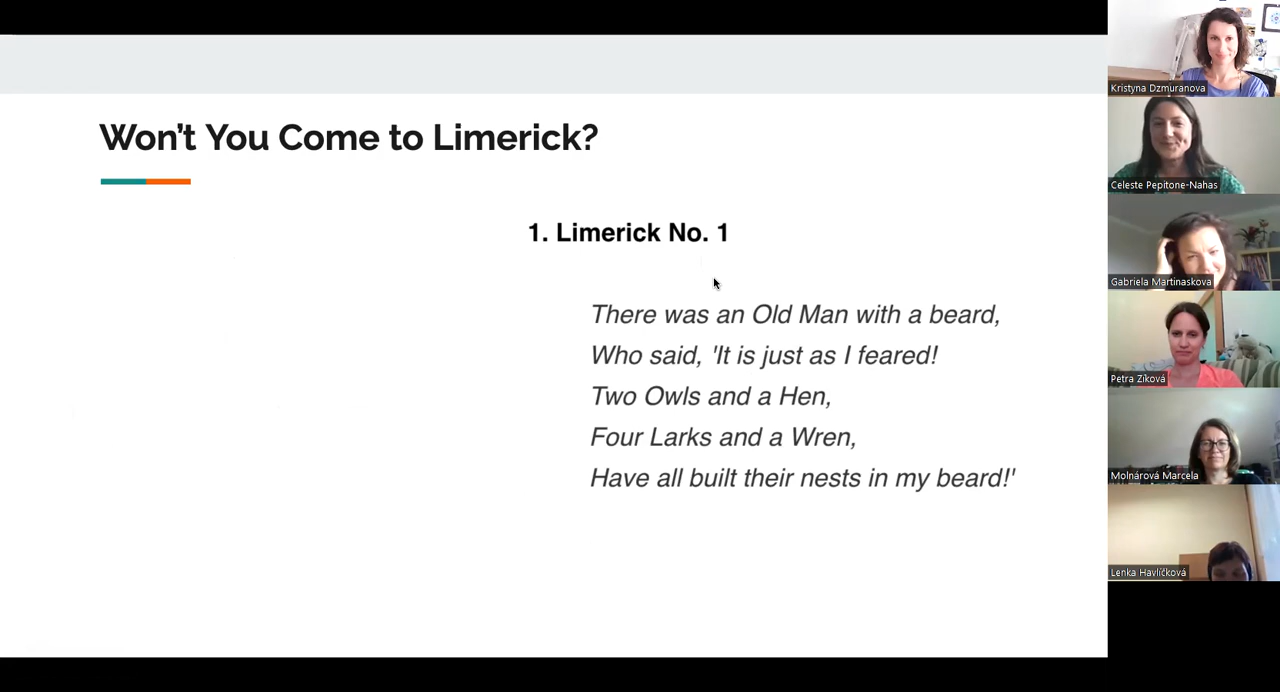 Won't You Come to Limerick?
1. Limerick No. 1
There was an Old Man with a beard,
Who said, 'It is just as I feared!
Two Owls and a Hen,
Four Larks and a Wren,
Have all built their nests in my beard!'
Kristyna Dzmuranova
Celeste Pepitone-Nahas
Gabriela Martinaskova
Petra Zíková
Molnárová Marcela
Lenka Havlíčková